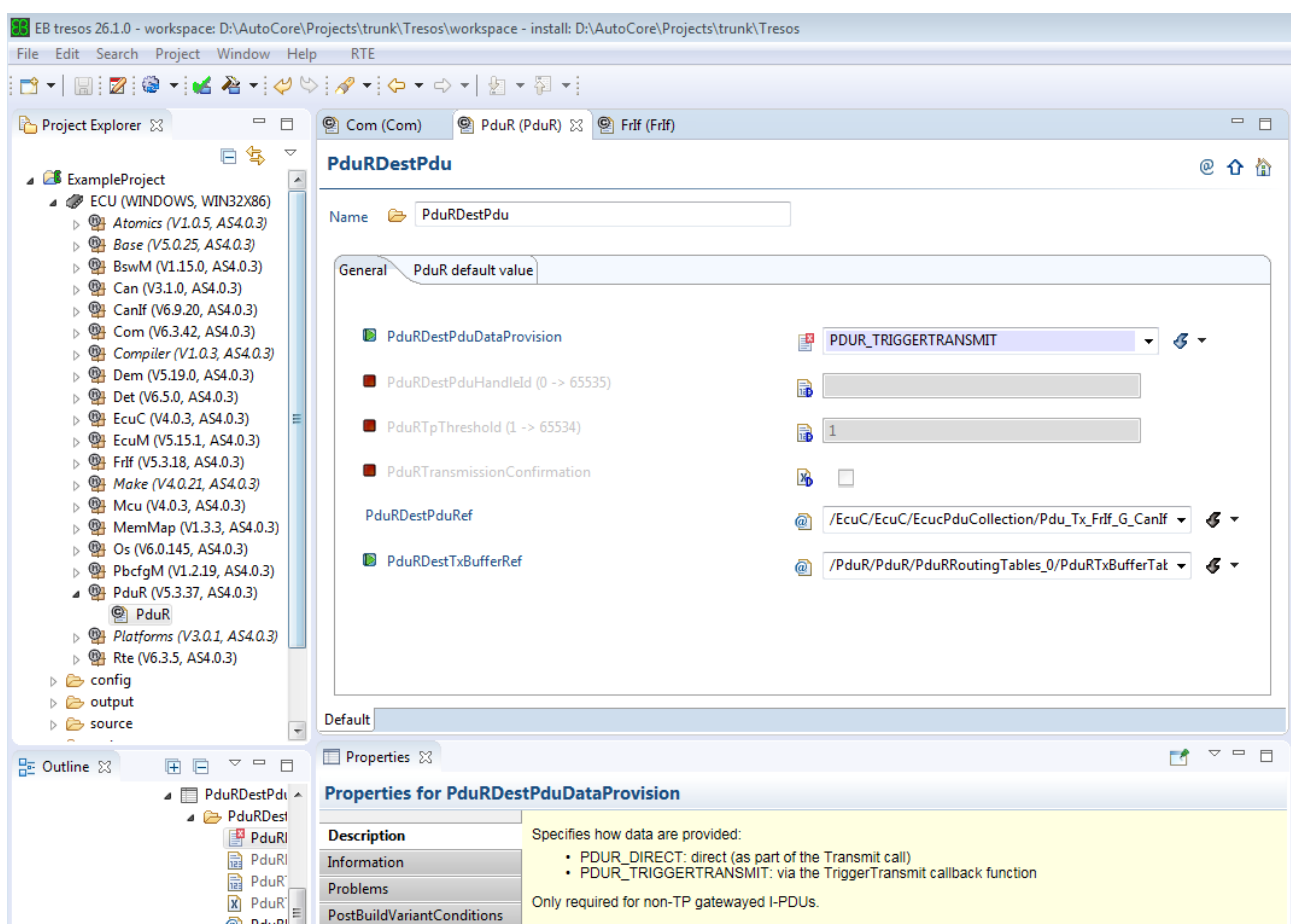 EB tresos 26.1.0 - workspace: D:\AutoCore\Projects\trunk\Tresos\workspace - install: D:\AutoCore\Projects\trunk\Tresos
File Edit Search Project Window Help RTE
Project Explorer
ExampleProject
ECU (WINDOWS, WIN32X86)
Atomics (V1.0.5, AS4.0.3)
Base (V5.0.25, AS4.0.3)
BswM (V1.15.0, AS4.0.3)
Can (V3.1.0, AS4.0.3)
CanIf (V6.9.20, AS4.0.3)
Com (V6.3.42, AS4.0.3)
Compiler (V1.0.3, AS4.0.3)
Dem (V5.19.0, AS4.0.3)
Det (V6.5.0, AS4.0.3)
EcuC (V4.0.3, AS4.0.3)
EcuM (V5.15.1, AS4.0.3)
FrIf (V5.3.18, AS4.0.3)
Make (V4.0.21, AS4.0.3)
Mcu (V4.0.3, AS4.0.3)
MemMap (V1.3.3, AS4.0.3)
Os (V6.0.145, AS4.0.3)
PbcfgM (V1.2.19, AS4.0.3)
PduR (V5.3.37, AS4.0.3)
PduR
Platforms (V3.0.1, AS4.0.3)
Rte (V6.3.5, AS4.0.3)
config
output
source
Com (Com) PduR (PduR) FrIf (FrIf)
PduRDestPdu
Name PduRDestPdu
General PduR default value
PduRDestPduDataProvision PDUR_TRIGGERTRANSMIT
PduRDestPduHandleId (0 -> 65535)
PduRTpThreshold (1 -> 65534) 1
PduRTransmissionConfirmation
PduRDestPduRef /EcuC/EcuC/EcucPduCollection/Pdu_Tx_FrIf_G_CanIf
PduRDestTxBufferRef /PduR/PduR/PduRRoutingTables_0/PduRTxBufferTat
Default
Outline
PduRDestPdu
PduRDest
PduRI
PduRI
PduR
PduR
Properties
Properties for PduRDestPduDataProvision
Description
Information
Problems
PostBuildVariantConditions
Specifies how data are provided:
• PDUR_DIRECT: direct (as part of the Transmit call)
• PDUR_TRIGGERTRANSMIT: via the TriggerTransmit callback function
Only required for non-TP gatewayed I-PDUs.